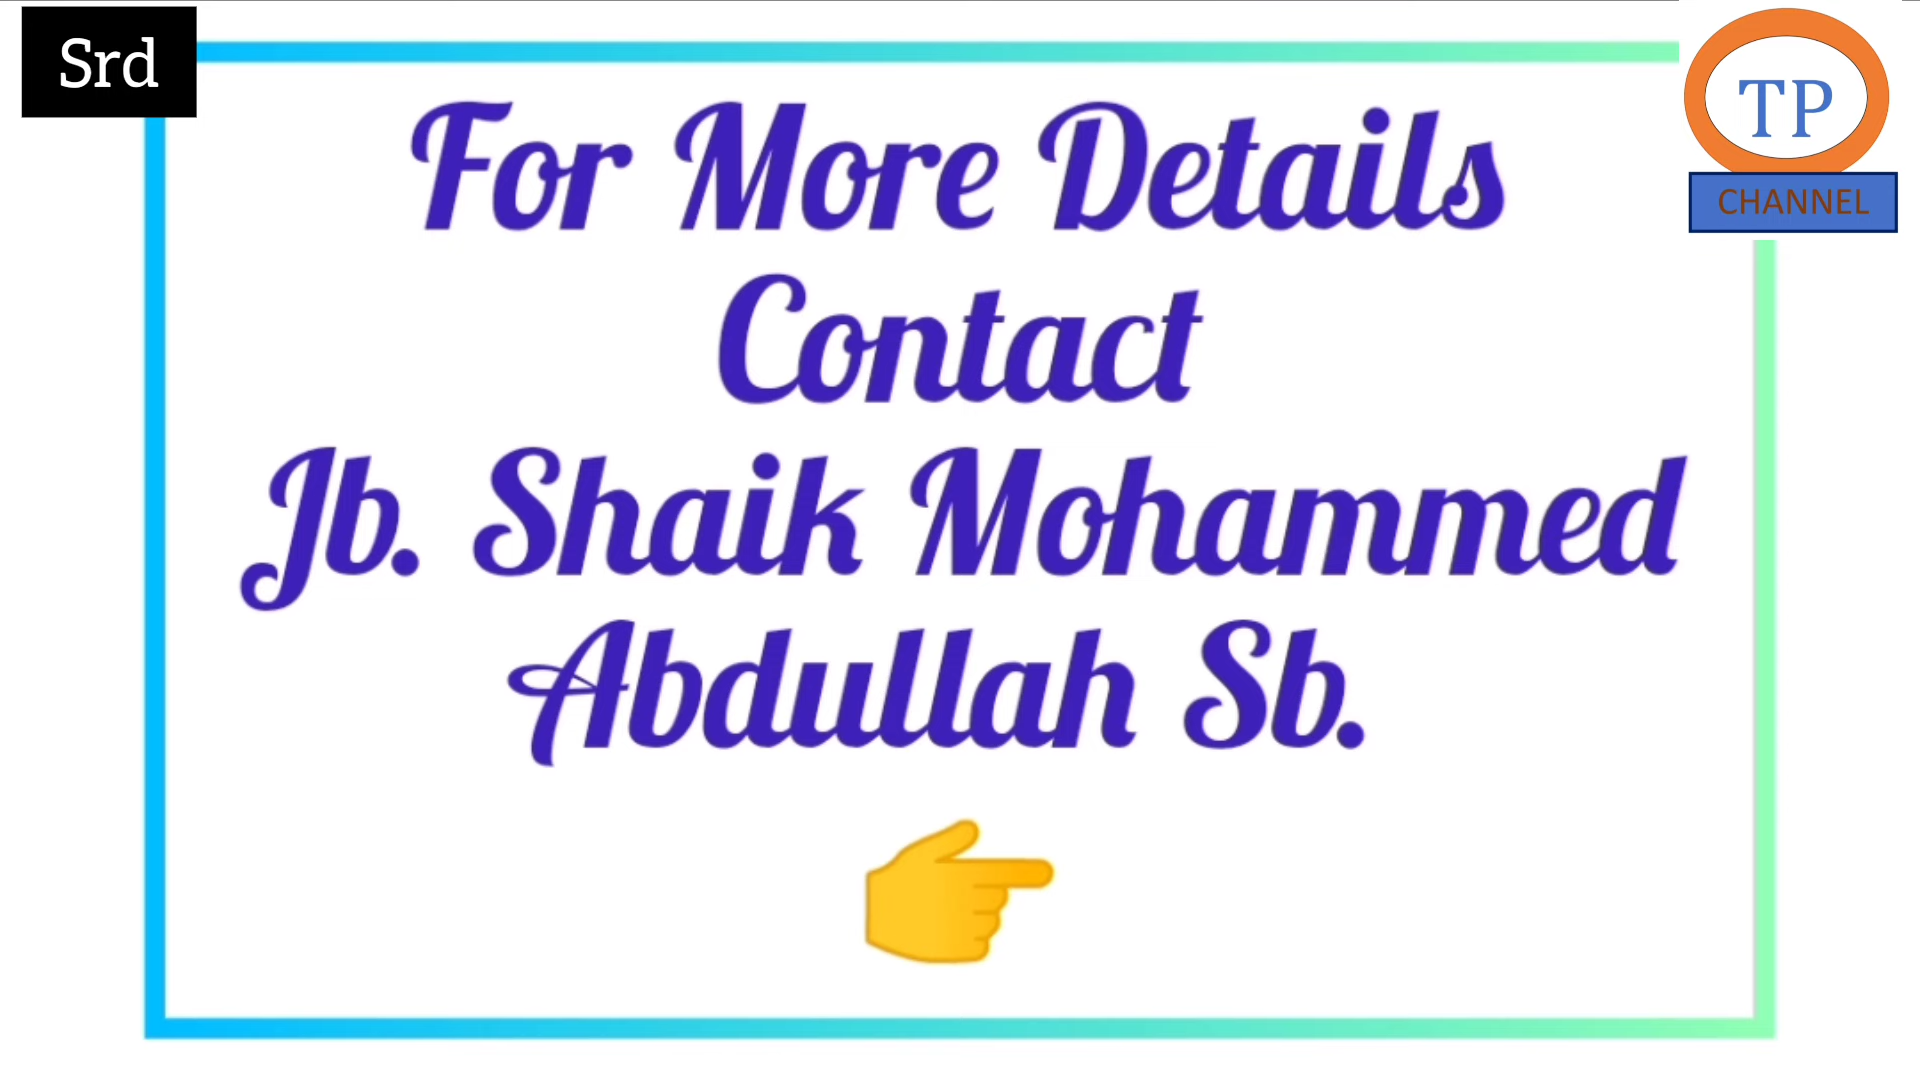 Srd
TP
CHANNEL
For More Details
Contact
Jb. Shaik Mohammed
Abdullah Sb.